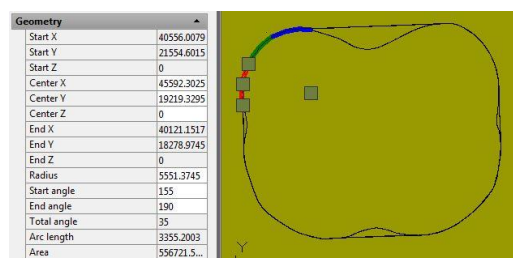 Geometry
Start X 40556.0079
Start Y 21554.6015
Start Z 0
Center X 45592.3025
Center Y 19219.3295
Center Z 0
End X 40121.1517
End Y 18278.9745
End Z 0
Radius 5551.3745
Start angle 155
End angle 190
Total angle 35
Arc length 3355.2003
Area 556721.5...
Y